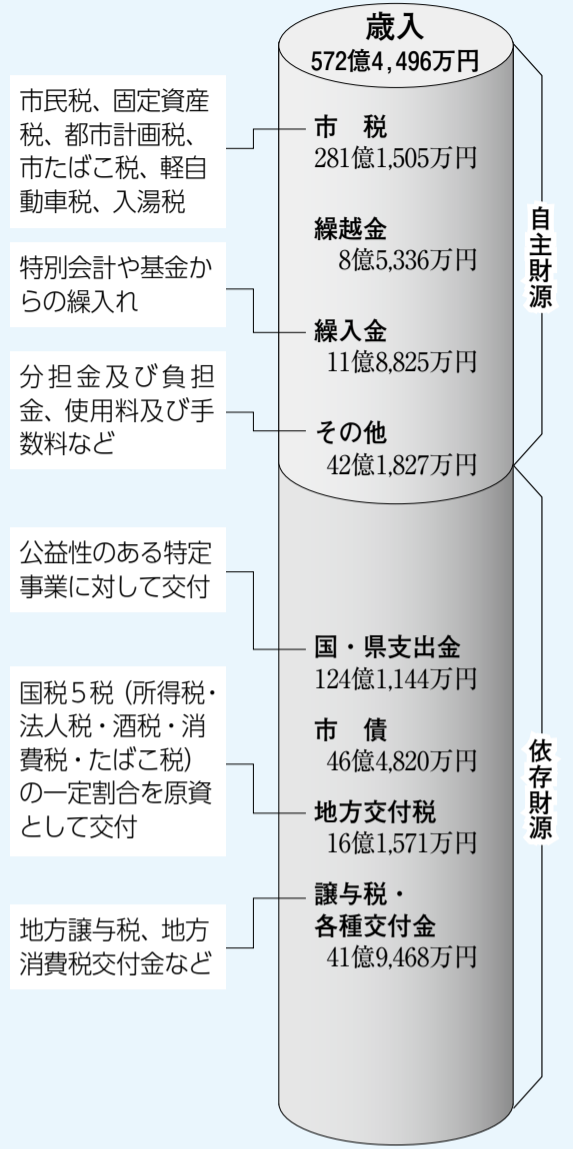 歳入
572億4,496万円
市民税、固定資産
税、都市計画税、
市たばこ税、軽自
動車税、入湯税
市　税
281億1,505万円
繰越金
8億5,336万円
特別会計や基金か
らの繰入れ
繰入金
11億8,825万円
分担金及び負担
金、使用料及び手
数料など
その他
42億1,827万円
自主財源
公益性のある特定
事業に対して交付
国・県支出金
124億1,144万円
市　債
46億4,820万円
国税５税（所得税・
法人税・酒税・消
費税・たばこ税）
の一定割合を原資
として交付
地方交付税
16億1,571万円
地方譲与税、地方
消費税交付金など
譲与税・
各種交付金
41億9,468万円
依存財源